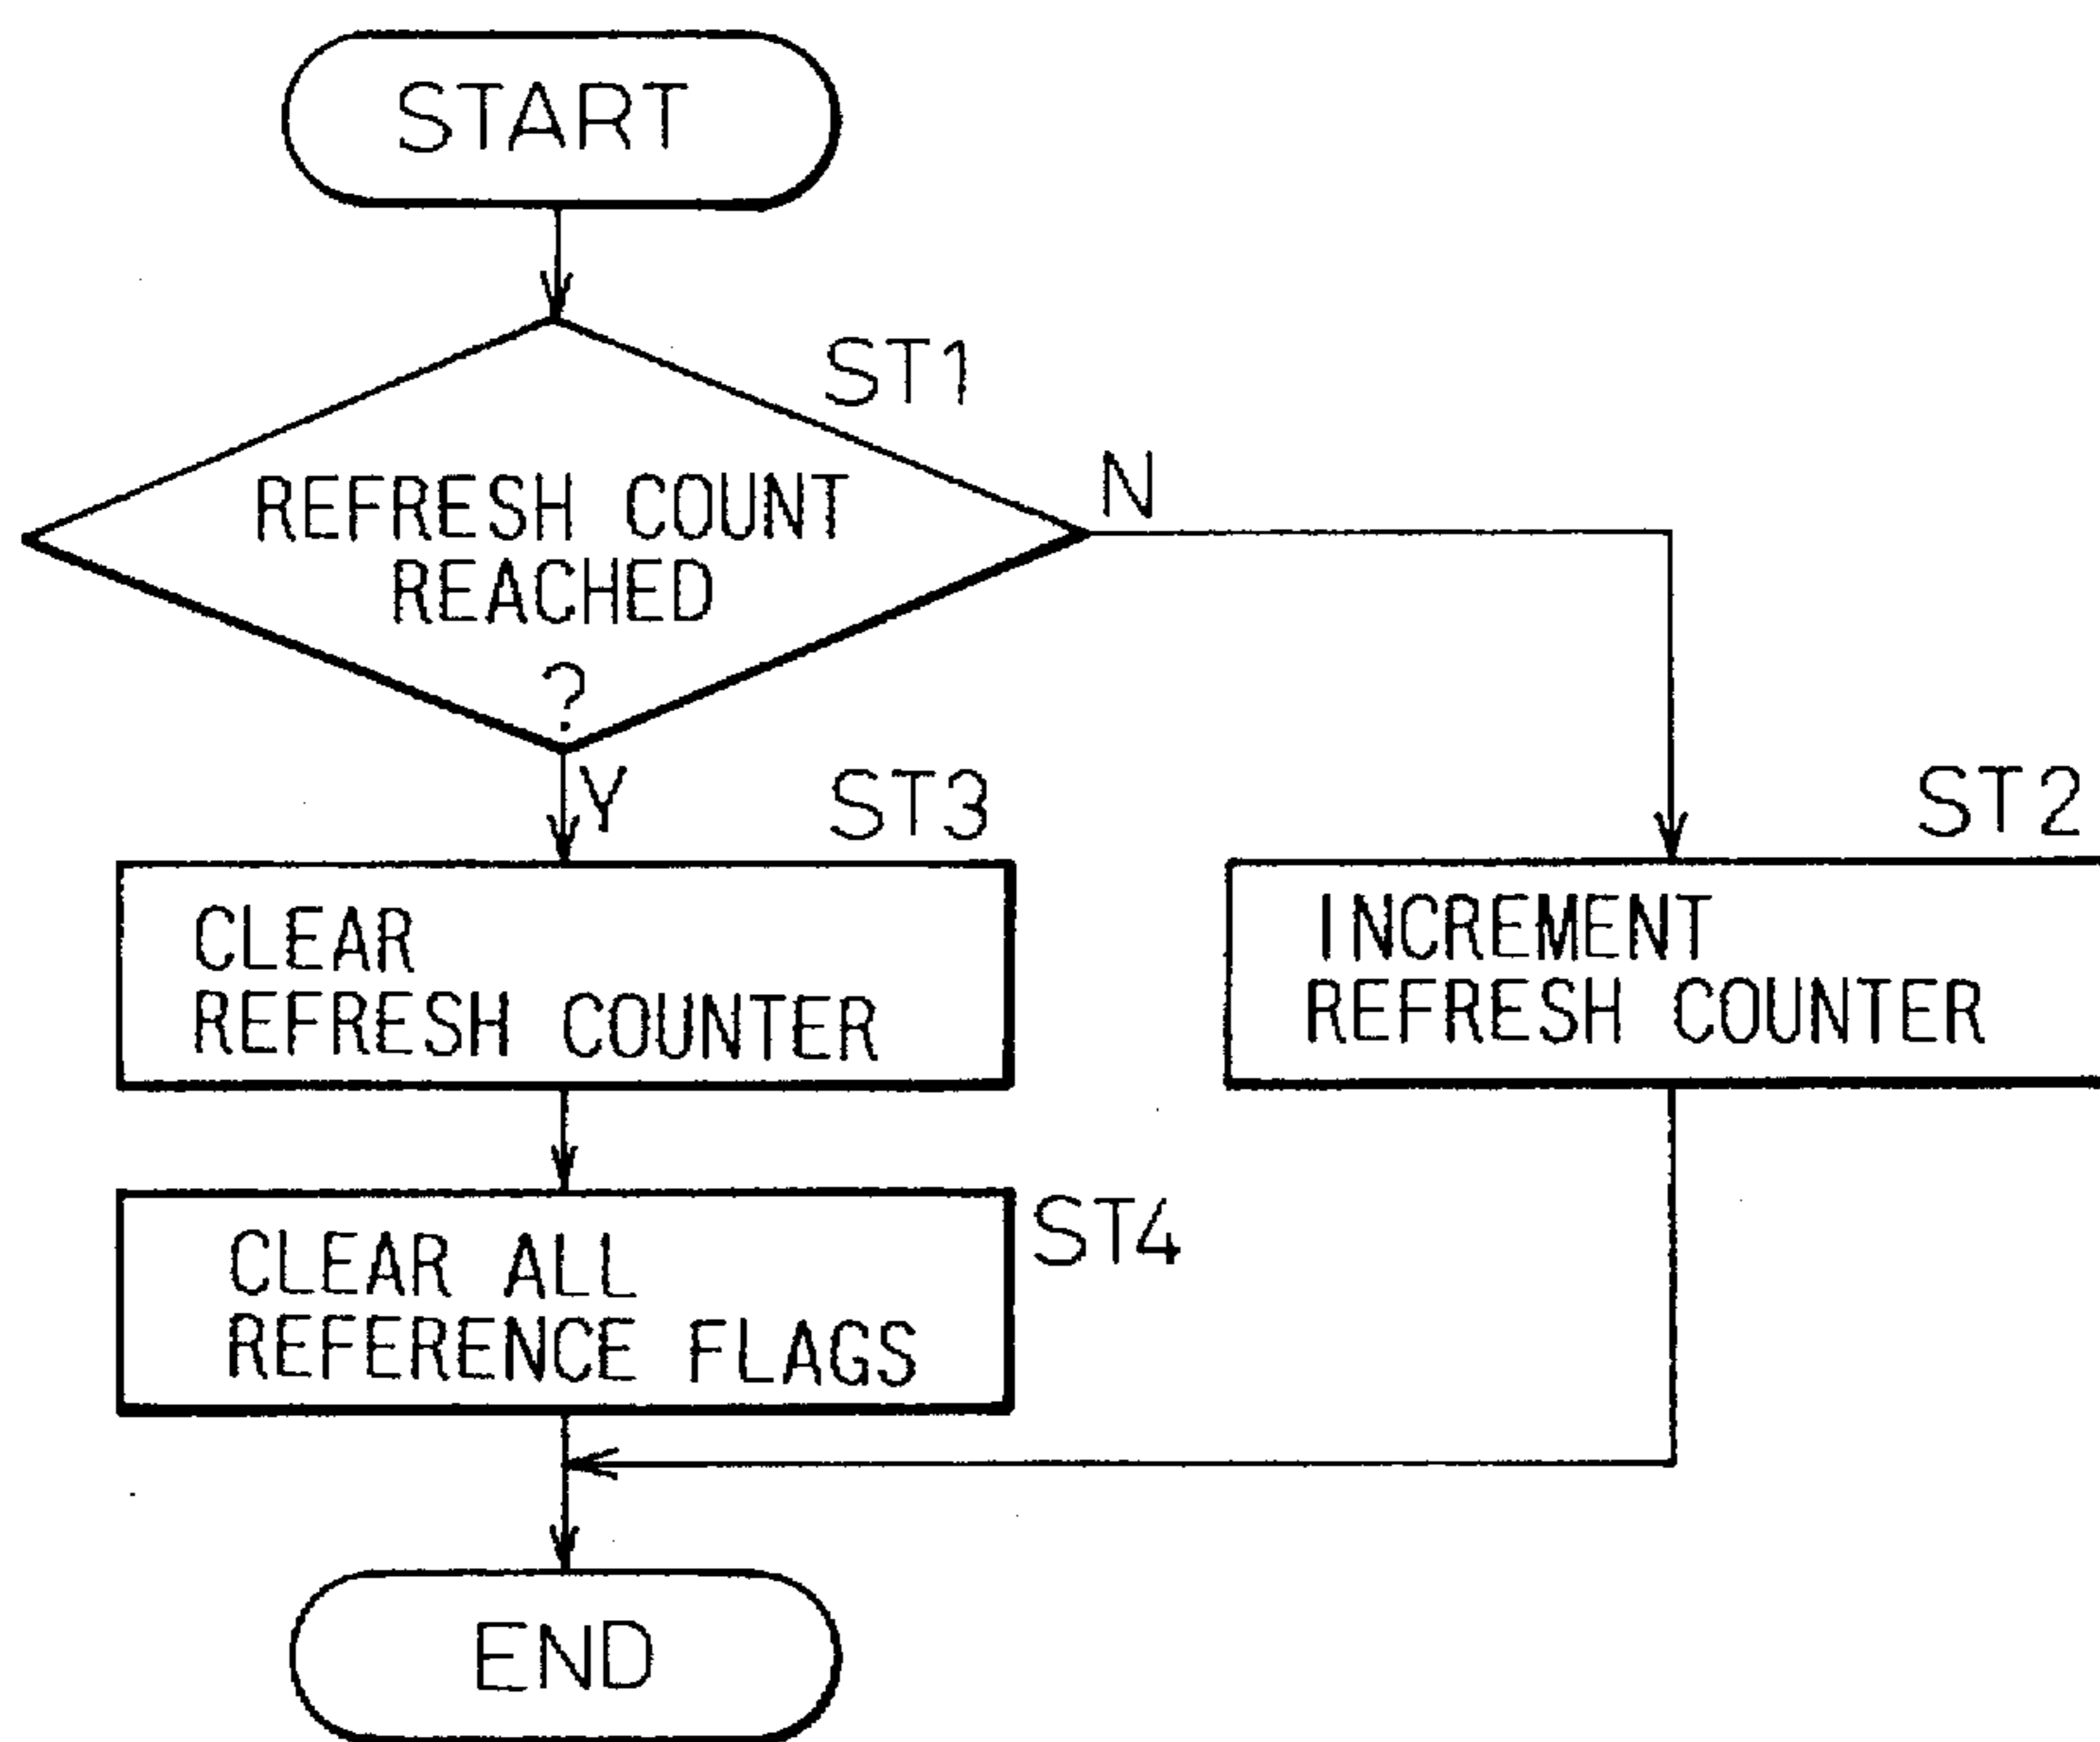 START
ST1
REFRESH COUNT
REACHED
?
N
Y
ST3
ST2
CLEAR
REFRESH COUNTER
INCREMENT
REFRESH COUNTER
CLEAR ALL
REFERENCE FLAGS
ST4
END